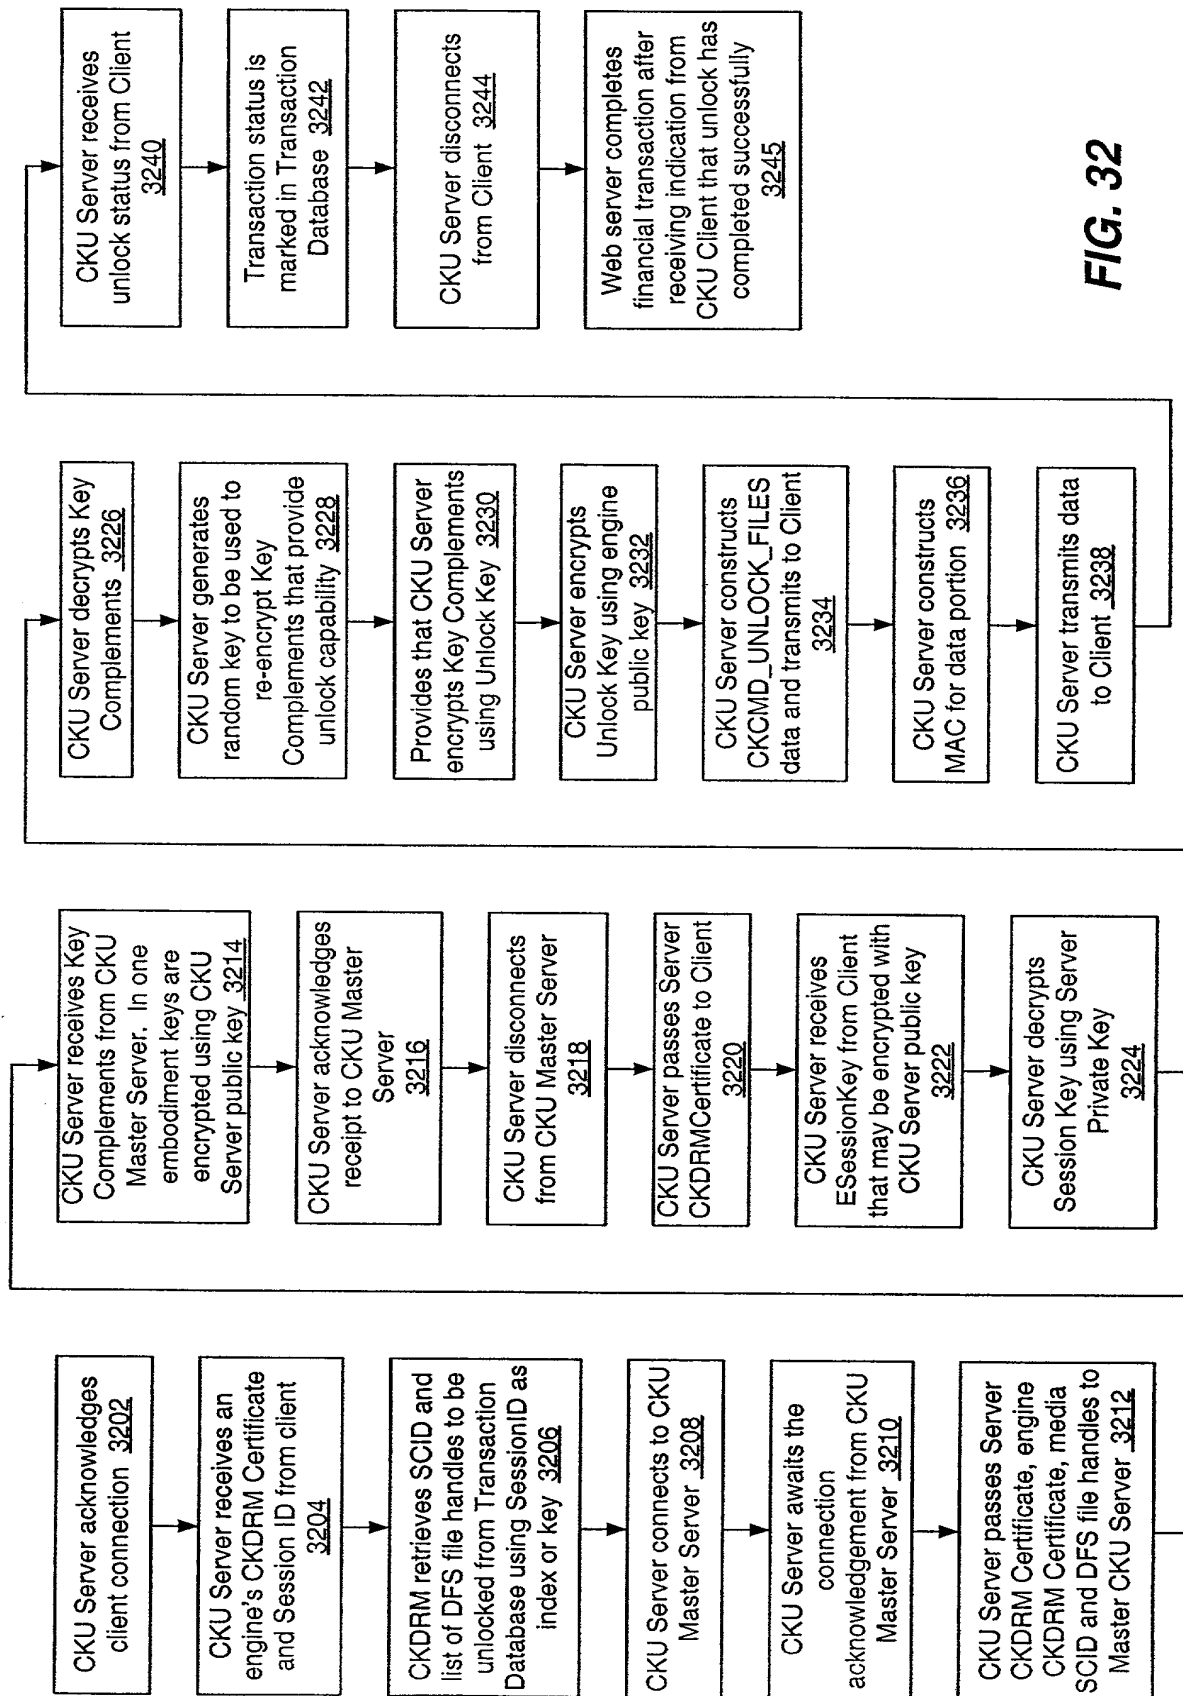 CKU Server acknowledges
client connection 3202
CKU Server receives an
engine's CKDRM Certificate
and Session ID from client
3204
CKDRM retrieves SCID and
list of DFS file handles to be
unlocked from Transaction
Database using SessionID as
index or key 3206
CKU Server connects to CKU
Master Server 3208
CKU Server awaits the
connection
acknowledgement from CKU
Master Server 3210
CKU Server passes Server
CKDRM Certificate, engine
CKDRM Certificate, media
SCID and DFS file handles to
Master CKU Server 3212
CKU Server receives Key
Complements from CKU
Master Server. In one
embodiment keys are
encrypted using CKU
Server public key 3214
CKU Server acknowledges
receipt to CKU Master
Server
3216
CKU Server disconnects
from CKU Master Server
3218
CKU Server passes Server
CKDRMCertificate to Client
3220
CKU Server receives
ESessionKey from Client
that may be encrypted with
CKU Server public key
3222
CKU Server decrypts
Session Key using Server
Private Key
3224
CKU Server decrypts Key
Complements 3226
CKU Server generates
random key to be used to
re-encrypt Key
Complements that provide
unlock capability 3228
Provides that CKU Server
encrypts Key Complements
using Unlock Key 3230
CKU Server encrypts
Unlock Key using engine
public key 3232
CKU Server constructs
CKCMD_UNLOCK_FILES
data and transmits to Client
3234
CKU Server constructs
MAC for data portion 3236
CKU Server transmits data
to Client 3238
CKU Server receives
unlock status from Client
3240
Transaction status is
marked in Transaction
Database 3242
CKU Server disconnects
from Client 3244
Web server completes
financial transaction after
receiving indication from
CKU Client that unlock has
completed successfully
3245
FIG. 32